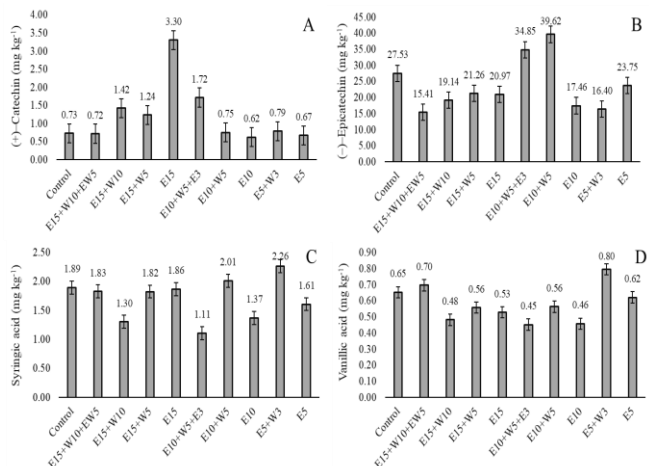 A
(+)−Catechin (mg kg⁻¹)
4.00
3.50
3.00
2.50
2.00
1.50
1.00
0.50
0.00
0.73
0.72
1.42
1.24
3.30
1.72
0.75
0.62
0.79
0.67
Control
E15+W10+EW5
E15+W10
E15+W5
E15
E10+W5+E3
E10+W5
E10
E5+W3
E5
B
(−)−Epicatechin (mg kg⁻¹)
45.00
40.00
35.00
30.00
25.00
20.00
15.00
10.00
5.00
0.00
27.53
15.41
19.14
21.26
20.97
34.85
39.62
17.46
16.40
23.75
Control
E15+W10+EW5
E15+W10
E15+W5
E15
E10+W5+E3
E10+W5
E10
E5+W3
E5
C
Syringic acid (mg kg⁻¹)
2.50
2.00
1.50
1.00
0.50
0.00
1.89
1.83
1.30
1.82
1.86
1.11
2.01
1.37
2.26
1.61
Control
E15+W10+EW5
E15+W10
E15+W5
E15
E10+W5+E3
E10+W5
E10
E5+W3
E5
D
Vanillic acid (mg kg⁻¹)
0.90
0.80
0.70
0.60
0.50
0.40
0.30
0.20
0.10
0.00
0.65
0.70
0.48
0.56
0.53
0.45
0.56
0.46
0.80
0.62
Control
E15+W10+EW5
E15+W10
E15+W5
E15
E10+W5+E3
E10+W5
E10
E5+W3
E5